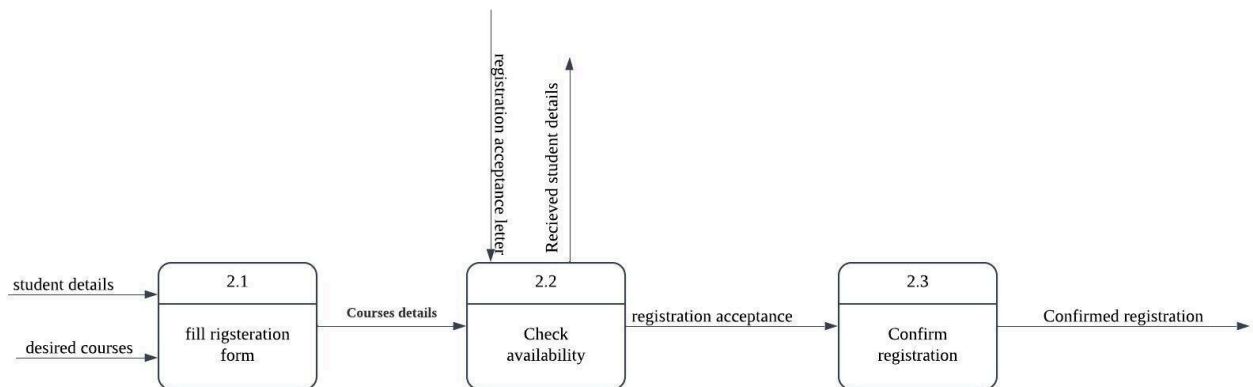 registration acceptance letter
Recieved student details
student details
desired courses
2.1
fill rigsteration
form
Courses details
2.2
Check
availability
registration acceptance
2.3
Confirm
registration
Confirmed registration